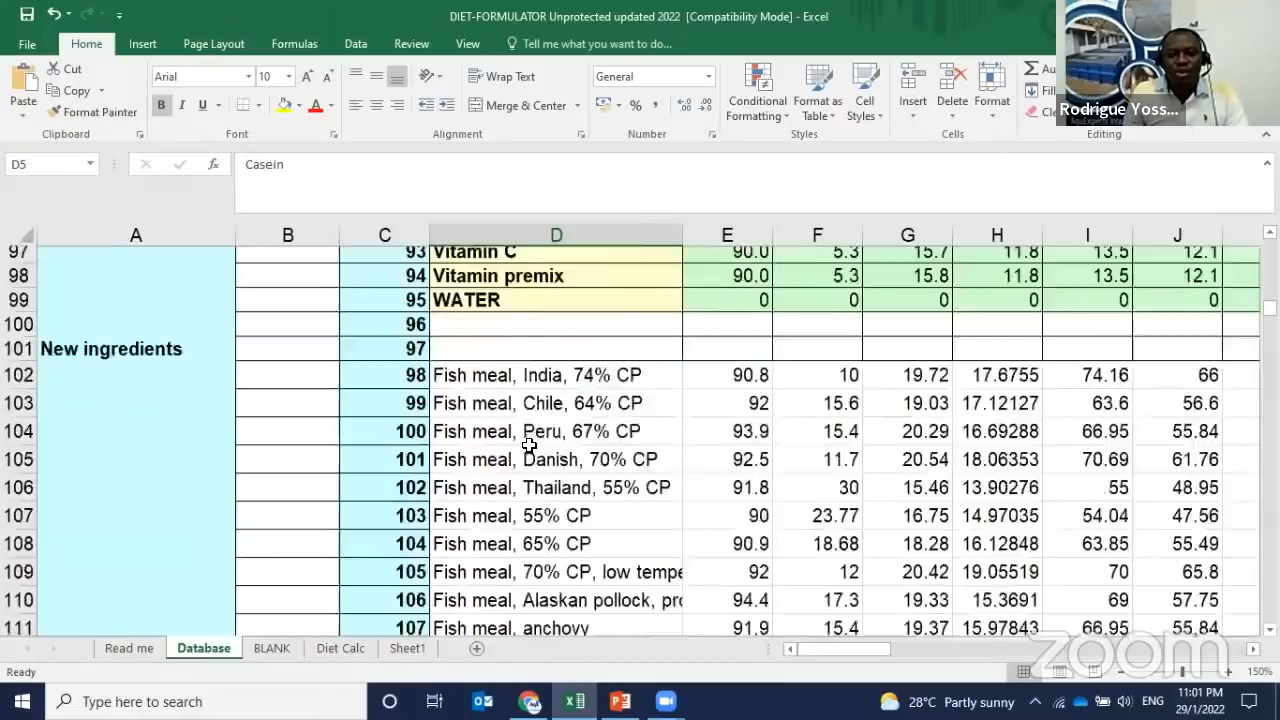 DIET-FORMULATOR Unprotected updated 2022 [Compatibility Mode] - Excel
File Home Insert Page Layout Formulas Data Review View Tell me what you want to do...
Rodrigue Yoss...
Paste
Cut
Copy
Format Painter
Clipboard
Arial 10
B I U
Font
Wrap Text
Merge & Center
Alignment
General
Number
Conditional Formatting
Format as Table
Cell Styles
Styles
Insert Delete Format
Cells
Editing
D5 fx Casein
A B C D E F G H I J
97 93 Vitamin C 90.0 5.3 15.7 11.8 13.5 12.1
98 94 Vitamin premix 90.0 5.3 15.8 11.8 13.5 12.1
99 95 WATER 0 0 0 0 0 0
100 96
101 New ingredients 97
102 98 Fish meal, India, 74% CP 90.8 10 19.72 17.6755 74.16 66
103 99 Fish meal, Chile, 64% CP 92 15.6 19.03 17.12127 63.6 56.6
104 100 Fish meal, Peru, 67% CP 93.9 15.4 20.29 16.69288 66.95 55.84
105 101 Fish meal, Danish, 70% CP 92.5 11.7 20.54 18.06353 70.69 61.76
106 102 Fish meal, Thailand, 55% CP 91.8 30 15.46 13.90276 55 48.95
107 103 Fish meal, 55% CP 90 23.77 16.75 14.97035 54.04 47.56
108 104 Fish meal, 65% CP 90.9 18.68 18.28 16.12848 63.85 55.49
109 105 Fish meal, 70% CP, low tempe 92 12 20.42 19.05519 70 65.8
110 106 Fish meal, Alaskan pollock, pro 94.4 17.3 19.33 15.3691 69 57.75
111 107 Fish meal, anchovy 91.9 15.4 19.37 15.97843 66.95 55.84
Read me Database BLANK Diet Calc Sheet1
zoom
Ready 150%
Type here to search 28°C Partly sunny ENG 11:01 PM
29/1/2022